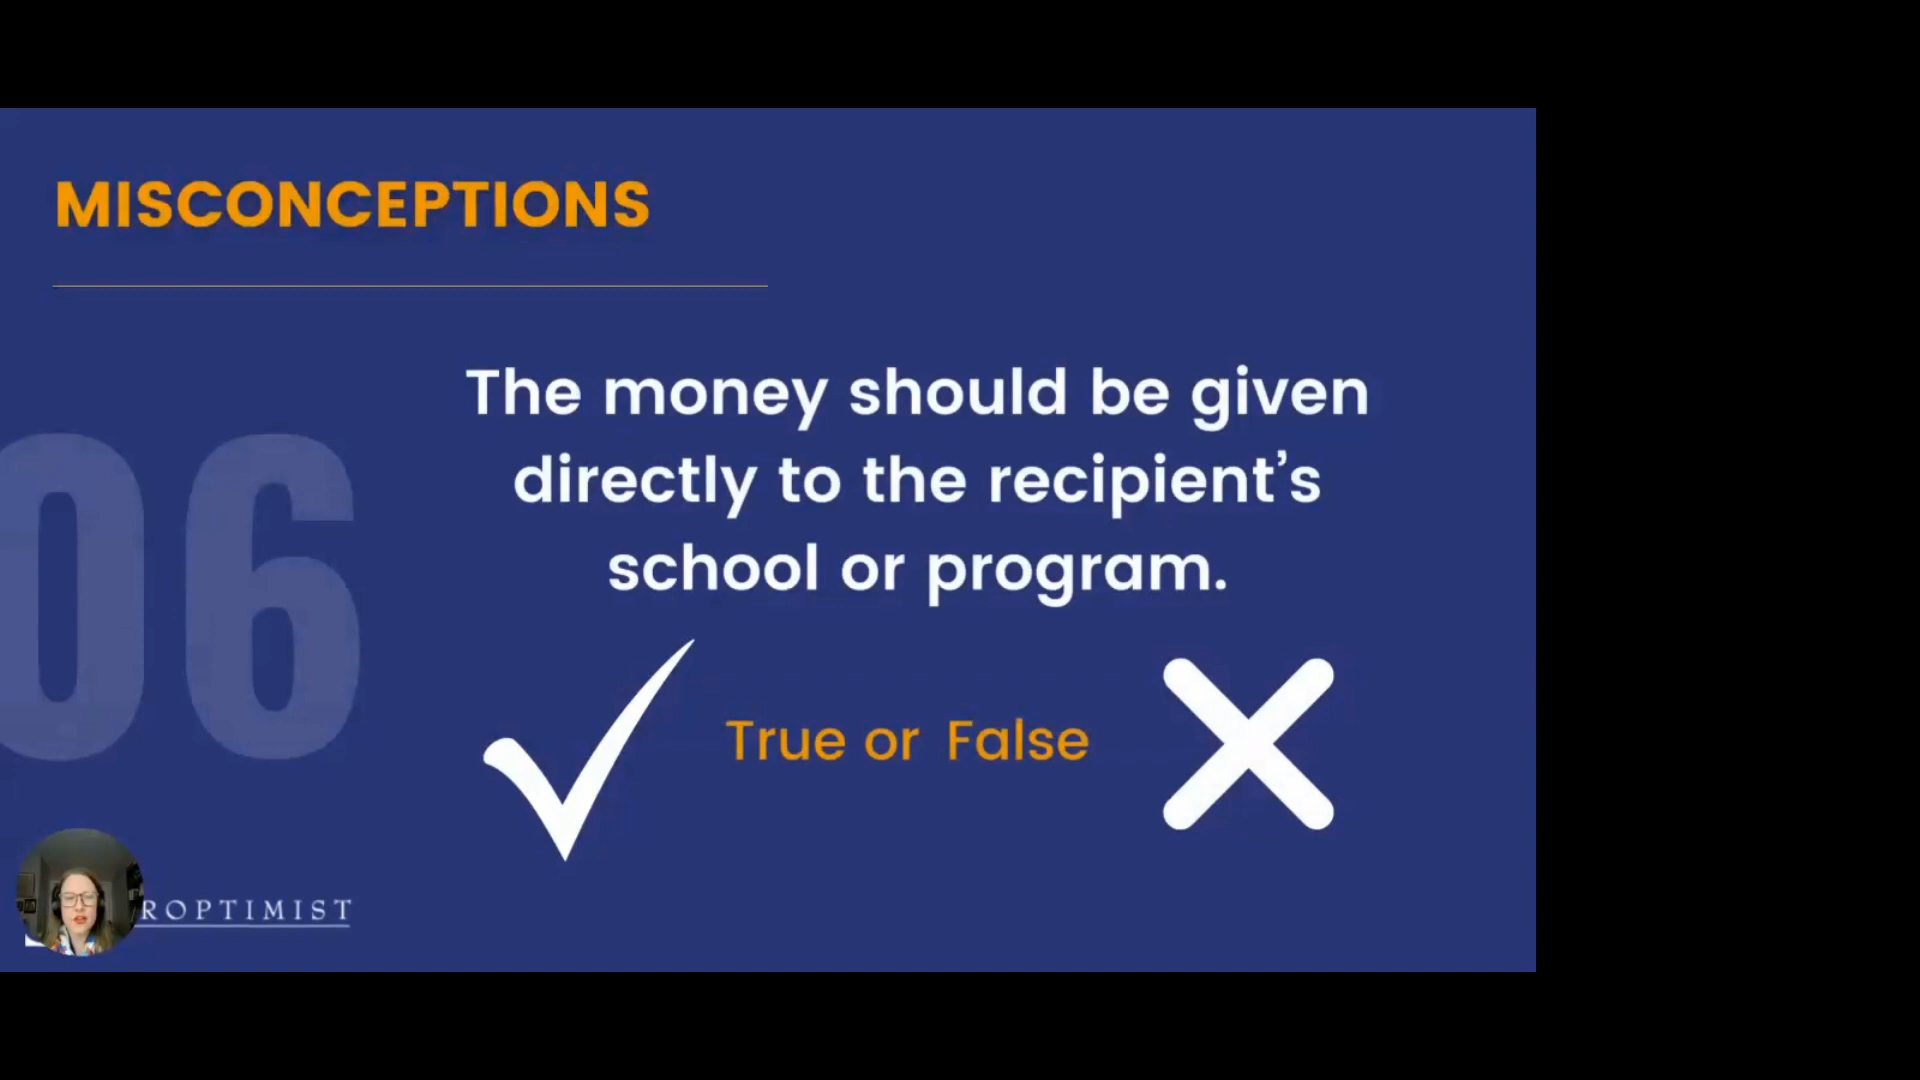 MISCONCEPTIONS
The money should be given
directly to the recipient's
school or program.
06
True or False
ROPTIMIST